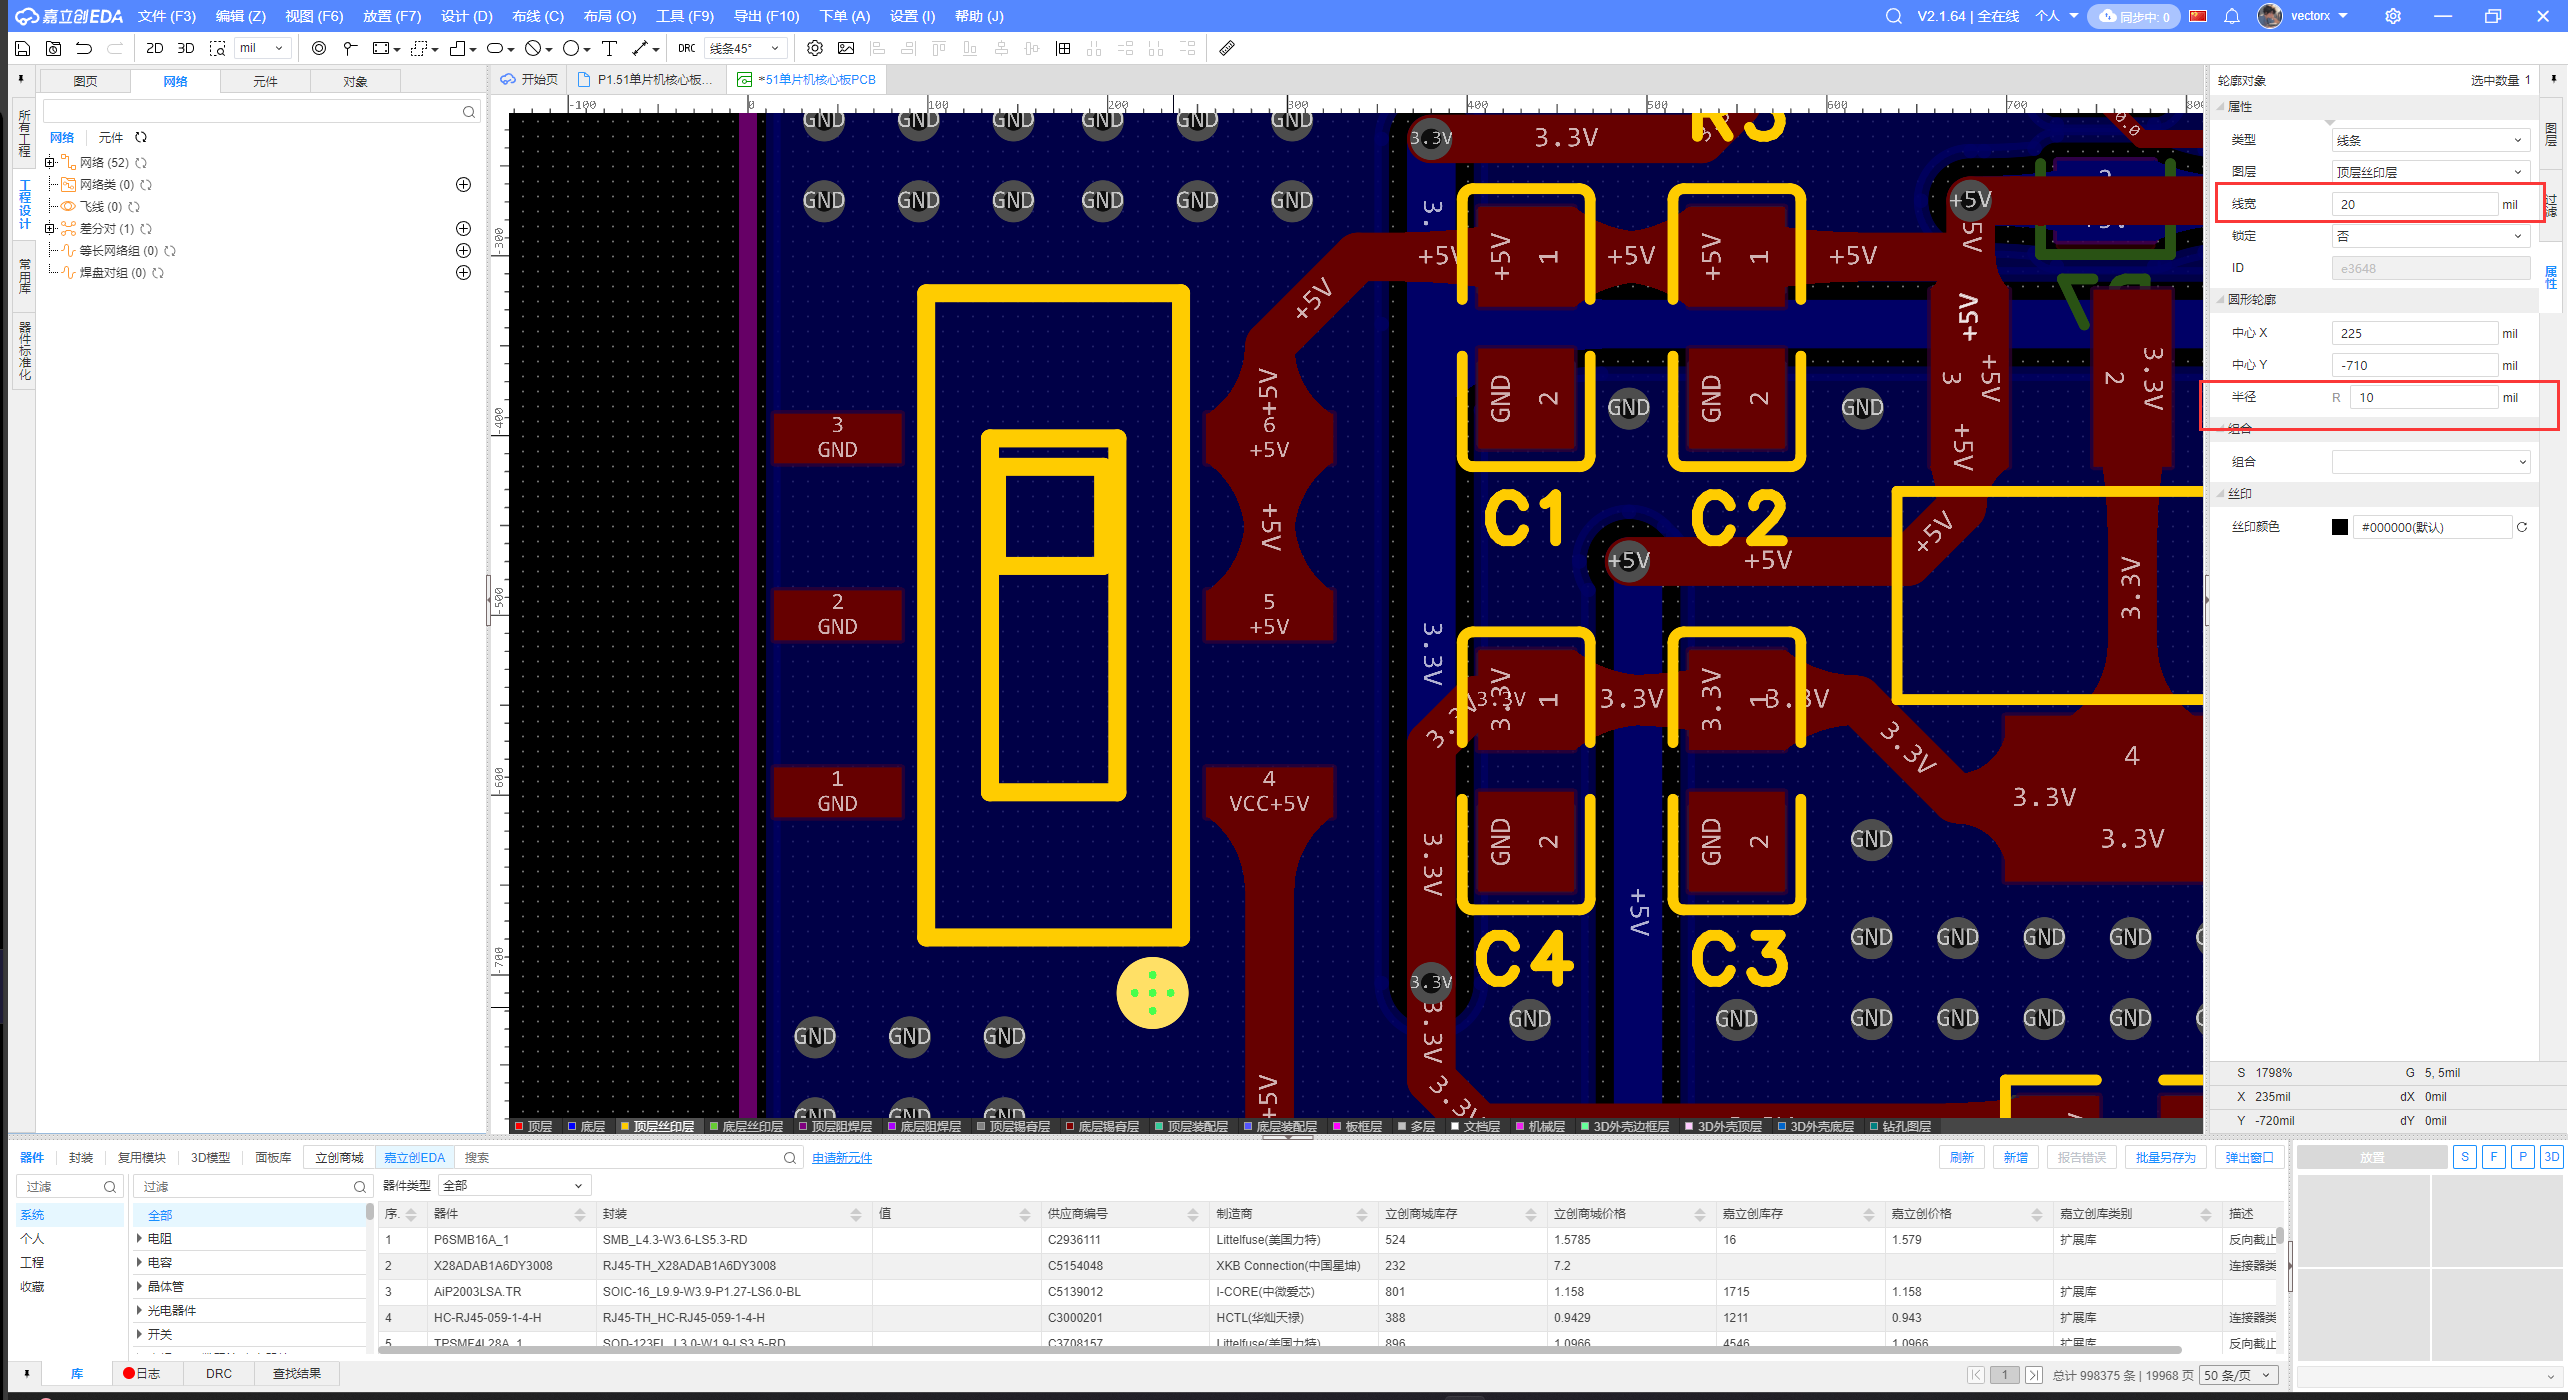 嘉立创EDA 文件 (F3) 编辑 (Z) 视图 (F6) 放置 (F7) 设计 (D) 布线 (C) 布局 (O) 工具 (F9) 导出 (F10) 下单 (A) 设置 (I) 帮助 (J) V2.1.64 | 全在线 个人 同步中: 0 vectorx
2D 3D mil DRC 线条45°
图页 网络 元件 对象
开始页 P1.51单片机核心板... *51单片机核心板PCB
所有工程
工程设计
常用库
器件标准化
网络 元件
网络 (52)
网络类 (0)
飞线 (0)
差分对 (1)
等长网络组 (0)
焊盘对组 (0)
-100 0 100 200 300 400 500 600 700 800
-300
-400
-500
-600
-700
GND GND GND GND GND GND 3.3V 3.3V R3
GND GND GND GND GND GND +5V
+5V +5V 1 +5V +5V 1 +5V
+5V
GND 2 GND GND 2 GND
3
GND
6
+5V
C1 C2
+5V +5V +5V
2
GND
5
+5V
3.3V 3.3V 1 3.3V 3.3V 1 3.3V
1
GND
4
VCC+5V
4
3.3V
3.3V
GND 2 GND 2 GND
C4 C3
GND GND GND GND
3.3V
GND GND GND GND GND GND
GND GND GND
GND GND GND
顶层 底层 顶层丝印层 底层丝印层 顶层阻焊层 底层阻焊层 顶层锡膏层 底层锡膏层 顶层装配层 底层装配层 板框层 多层 文档层 机械层 3D外壳边框层 3D外壳顶层 3D外壳底层 钻孔图层
轮廓对象 选中数量 1
属性
类型 线条
图层 顶层丝印层
线宽 20 mil
锁定 否
ID e3648
圆形轮廓
中心 X 225 mil
中心 Y -710 mil
半径 R 10 mil
组合
组合
丝印
丝印颜色 #000000(默认)
图层
过滤
属性
S 1798% G 5, 5mil
X 235mil dX 0mil
Y -720mil dY 0mil
器件 封装 复用模块 3D模型 面板库 立创商城 嘉立创EDA 搜索 申请新元件 刷新 新增 报告错误 批量另存为 弹出窗口 放置 S F P 3D
过滤 过滤 器件类型 全部
系统
个人
工程
收藏
全部
电阻
电容
晶体管
光电器件
开关
序. 器件 封装 值 供应商编号 制造商 立创商城库存 立创商城价格 嘉立创库存 嘉立创价格 嘉立创库类别 描述
1 P6SMB16A_1 SMB_L4.3-W3.6-LS5.3-RD C2936111 Littelfuse(美国力特) 524 1.5785 16 1.579 扩展库 反向截止
2 X28ADAB1A6DY3008 RJ45-TH_X28ADAB1A6DY3008 C5154048 XKB Connection(中国星坤) 232 7.2 连接器类
3 AiP2003LSA.TR SOIC-16_L9.9-W3.9-P1.27-LS6.0-BL C5139012 I-CORE(中微爱芯) 801 1.158 1715 1.158 扩展库
4 HC-RJ45-059-1-4-H RJ45-TH_HC-RJ45-059-1-4-H C3000201 HCTL(华灿天禄) 388 0.9429 1211 0.943 扩展库 连接器类
5 TPSMF4L28A_1 SOD-123FL_L3.0-W1.9-LS3.5-RD C3708157 Littelfuse(美国力特) 896 1.0966 4546 1.0966 扩展库 反向截止
库 日志 DRC 查找结果 1 总计 998375 条 | 19968 页 50 条/页